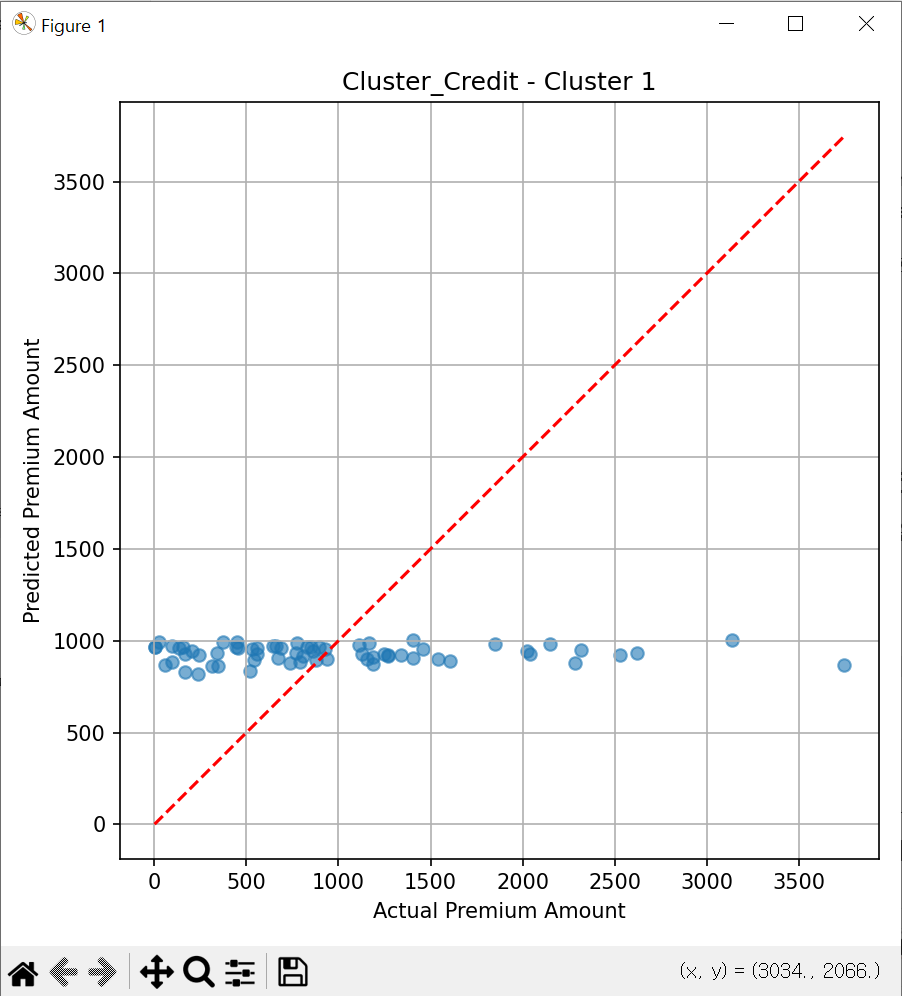 Figure 1
Cluster_Credit - Cluster 1
Predicted Premium Amount
3500
3000
2500
2000
1500
1000
500
0
0 500 1000 1500 2000 2500 3000 3500
Actual Premium Amount
(x, y) = (3034., 2066.)